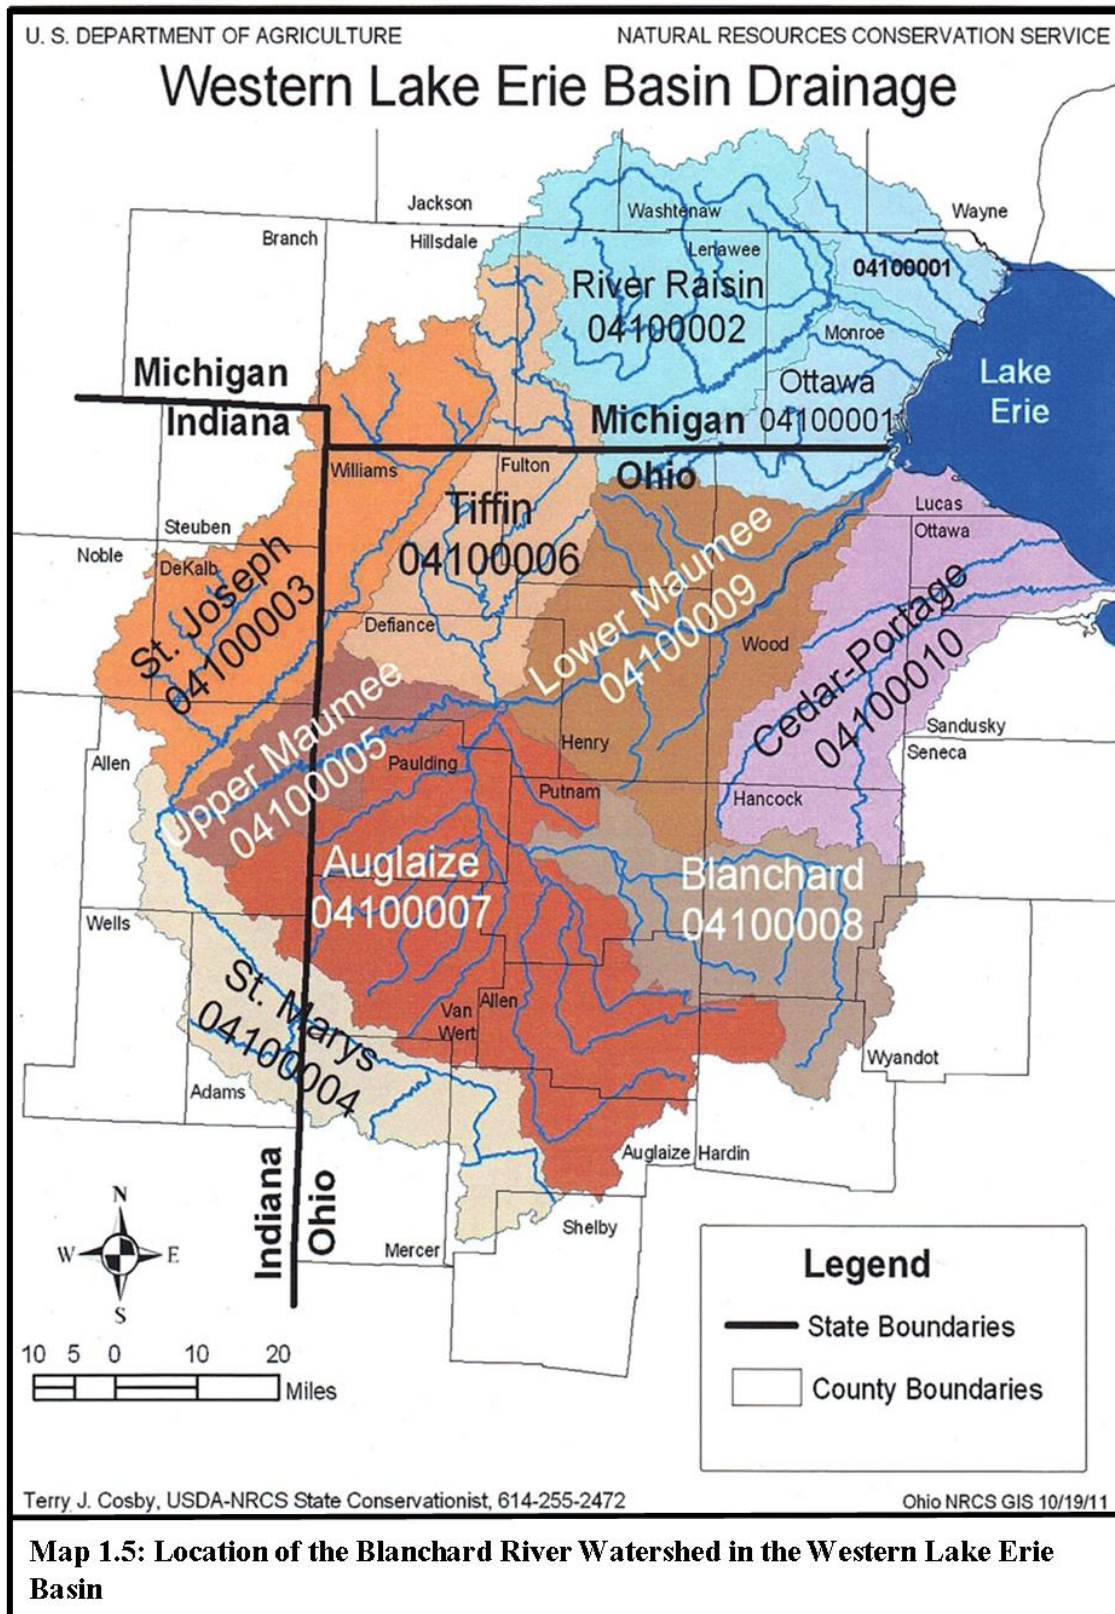 U. S. DEPARTMENT OF AGRICULTURE
NATURAL RESOURCES CONSERVATION SERVICE
Western Lake Erie Basin Drainage
Jackson
Washtenaw
Wayne
Branch
Hillsdale
Lenawee
04100001
River Raisin
04100002
Monroe
Michigan
Indiana
Ottawa
04100001
Lake
Erie
Michigan
Ohio
Williams
Fulton
Tiffin
04100006
Lucas
Ottawa
Steuben
Noble
DeKalb
St. Joseph
04100003
Defiance
Lower Maumee
04100009
Wood
Cedar-Portage
04100010
Sandusky
Seneca
Upper Maumee
04100005
Allen
Paulding
Henry
Putnam
Hancock
Auglaize
04100007
Blanchard
04100008
Wells
St. Marys
04100004
Van
Wert
Allen
Adams
Wyandot
Auglaize
Hardin
Indiana
Ohio
Shelby
Mercer
N
W
E
S
10 5 0 10 20
Miles
Legend
State Boundaries
County Boundaries
Terry J. Cosby, USDA-NRCS State Conservationist, 614-255-2472
Ohio NRCS GIS 10/19/11
Map 1.5: Location of the Blanchard River Watershed in the Western Lake Erie
Basin